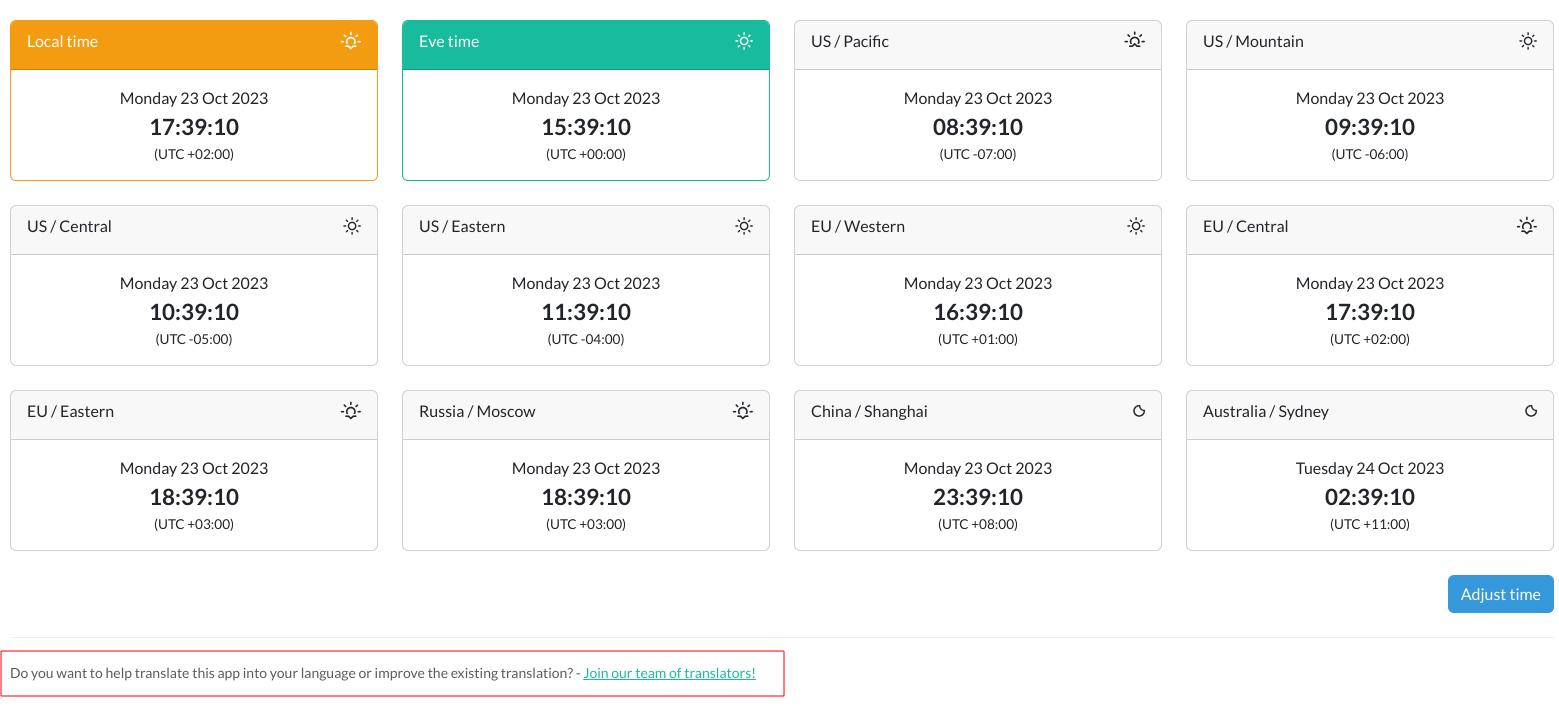 Local time
Monday 23 Oct 2023
17:39:10
(UTC +02:00)
Eve time
Monday 23 Oct 2023
15:39:10
(UTC +00:00)
US / Pacific
Monday 23 Oct 2023
08:39:10
(UTC -07:00)
US / Mountain
Monday 23 Oct 2023
09:39:10
(UTC -06:00)
US / Central
Monday 23 Oct 2023
10:39:10
(UTC -05:00)
US / Eastern
Monday 23 Oct 2023
11:39:10
(UTC -04:00)
EU / Western
Monday 23 Oct 2023
16:39:10
(UTC +01:00)
EU / Central
Monday 23 Oct 2023
17:39:10
(UTC +02:00)
EU / Eastern
Monday 23 Oct 2023
18:39:10
(UTC +03:00)
Russia / Moscow
Monday 23 Oct 2023
18:39:10
(UTC +03:00)
China / Shanghai
Monday 23 Oct 2023
23:39:10
(UTC +08:00)
Australia / Sydney
Tuesday 24 Oct 2023
02:39:10
(UTC +11:00)
Adjust time
Do you want to help translate this app into your language or improve the existing translation? - Join our team of translators!